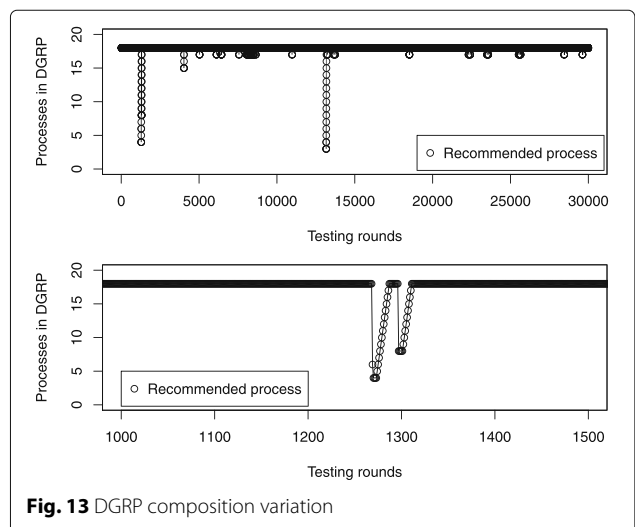 20
15
10
5
0
Processes in DGRP
Recommended process
0 5000 10000 15000 20000 25000 30000
Testing rounds
20
15
10
5
0
Processes in DGRP
Recommended process
1000 1100 1200 1300 1400 1500
Testing rounds
Fig. 13 DGRP composition variation